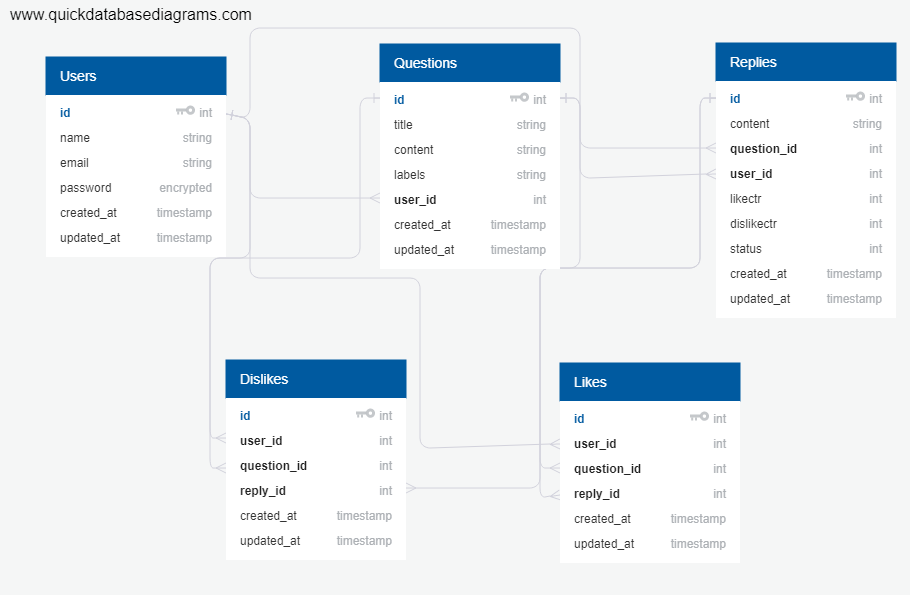 www.quickdatabasediagrams.com
Users
id int
name string
email string
password encrypted
created_at timestamp
updated_at timestamp
Questions
id int
title string
content string
labels string
user_id int
created_at timestamp
updated_at timestamp
Replies
id int
content string
question_id int
user_id int
likectr int
dislikectr int
status int
created_at timestamp
updated_at timestamp
Dislikes
id int
user_id int
question_id int
reply_id int
created_at timestamp
updated_at timestamp
Likes
id int
user_id int
question_id int
reply_id int
created_at timestamp
updated_at timestamp